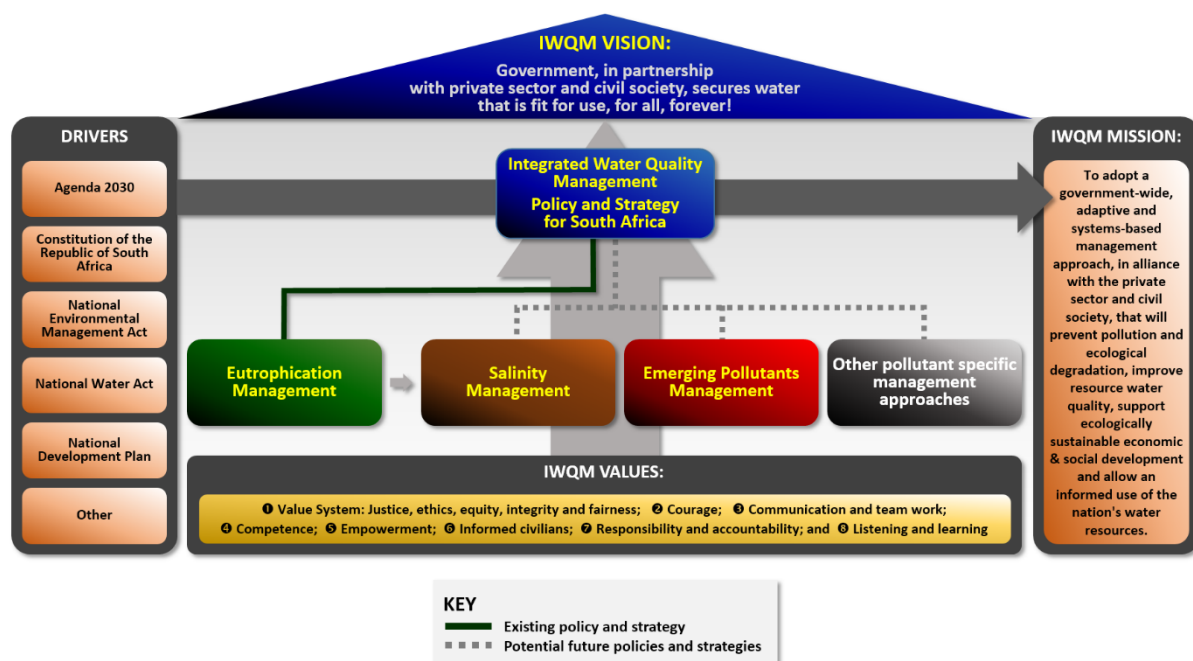 IWQM VISION:
Government, in partnership
with private sector and civil society, secures water
that is fit for use, for all, forever!
DRIVERS
Agenda 2030
Constitution of the
Republic of South
Africa
National
Environmental
Management Act
National Water Act
National
Development Plan
Other
Integrated Water Quality
Management
Policy and Strategy
for South Africa
Eutrophication
Management
Salinity
Management
Emerging Pollutants
Management
Other pollutant specific
management
approaches
IWQM VALUES:
❶ Value System: Justice, ethics, equity, integrity and fairness; ❷ Courage; ❸ Communication and team work;
❹ Competence; ❺ Empowerment; ❻ Informed civilians; ❼ Responsibility and accountability; and ❽ Listening and learning
IWQM MISSION:
To adopt a
government-wide,
adaptive and
systems-based
management
approach, in alliance
with the private
sector and civil
society, that will
prevent pollution and
ecological
degradation, improve
resource water
quality, support
ecologically
sustainable economic
& social development
and allow an
informed use of the
nation's water
resources.
KEY
Existing policy and strategy
Potential future policies and strategies